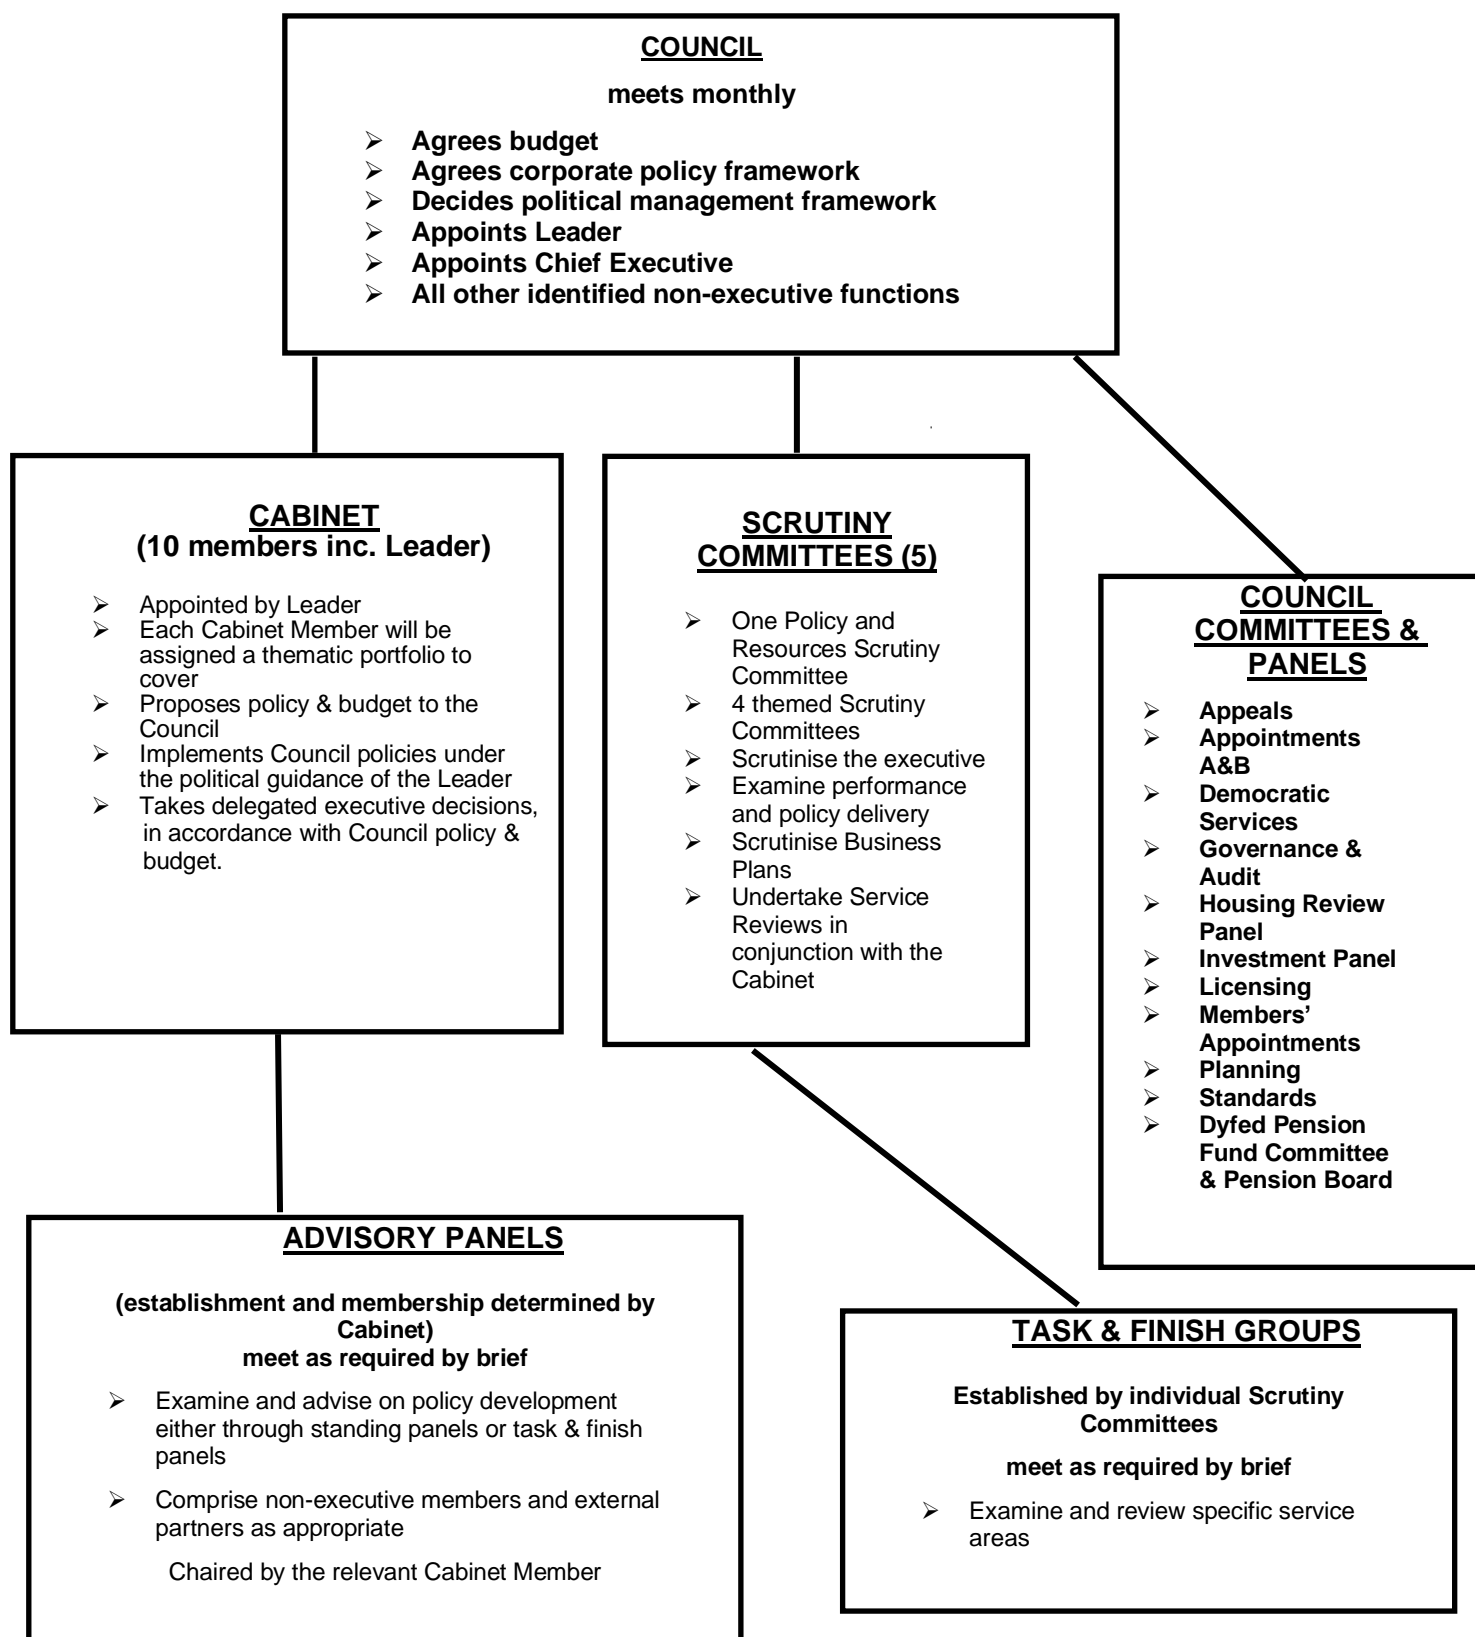 COUNCIL
meets monthly
➢ Agrees budget
➢ Agrees corporate policy framework
➢ Decides political management framework
➢ Appoints Leader
➢ Appoints Chief Executive
➢ All other identified non-executive functions
CABINET
(10 members inc. Leader)
➢ Appointed by Leader
➢ Each Cabinet Member will be
assigned a thematic portfolio to
cover
➢ Proposes policy & budget to the
Council
➢ Implements Council policies under
the political guidance of the Leader
➢ Takes delegated executive decisions,
in accordance with Council policy &
budget.
SCRUTINY
COMMITTEES (5)
➢ One Policy and
Resources Scrutiny
Committee
➢ 4 themed Scrutiny
Committees
➢ Scrutinise the executive
➢ Examine performance
and policy delivery
➢ Scrutinise Business
Plans
➢ Undertake Service
Reviews in
conjunction with the
Cabinet
COUNCIL
COMMITTEES &
PANELS
➢ Appeals
➢ Appointments
A&B
➢ Democratic
Services
➢ Governance &
Audit
➢ Housing Review
Panel
➢ Investment Panel
➢ Licensing
➢ Members’
Appointments
➢ Planning
➢ Standards
➢ Dyfed Pension
Fund Committee
& Pension Board
ADVISORY PANELS
(establishment and membership determined by
Cabinet)
meet as required by brief
➢ Examine and advise on policy development
either through standing panels or task & finish
panels
➢ Comprise non-executive members and external
partners as appropriate
Chaired by the relevant Cabinet Member
TASK & FINISH GROUPS
Established by individual Scrutiny
Committees
meet as required by brief
➢ Examine and review specific service
areas